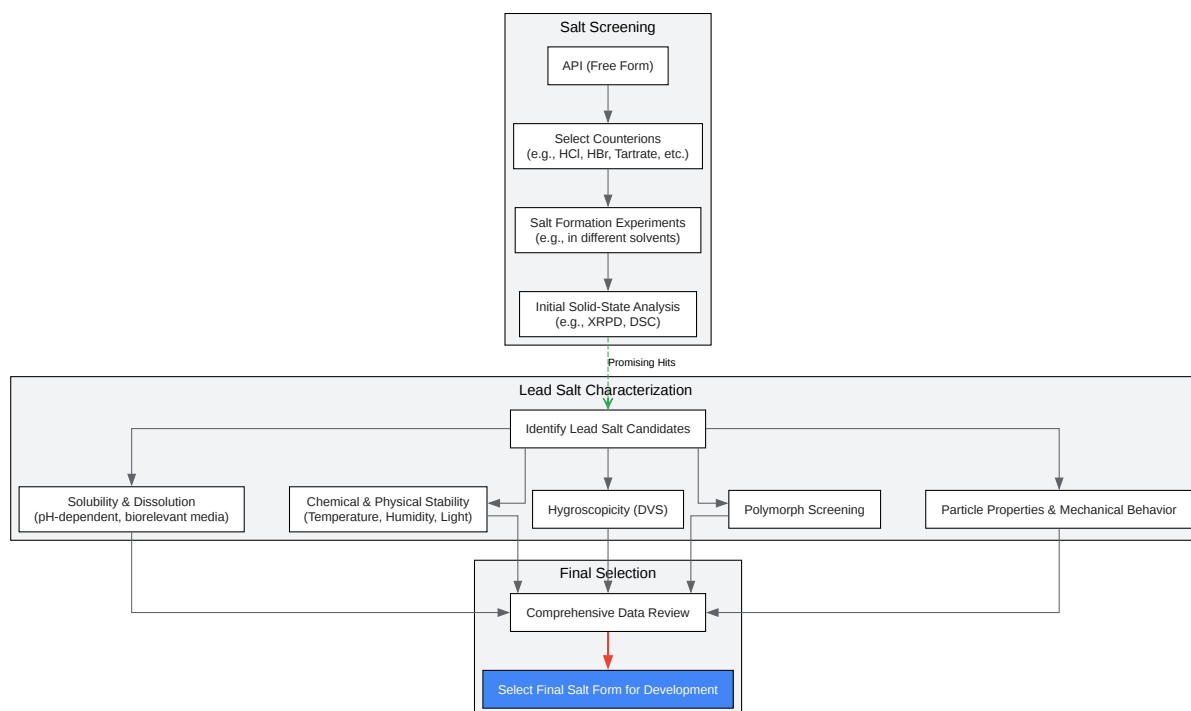 Salt Screening
API (Free Form)
Select Counterions
(e.g., HCl, HBr, Tartrate, etc.)
Salt Formation Experiments
(e.g., in different solvents)
Initial Solid-State Analysis
(e.g., XRPD, DSC)
Promising Hits
Lead Salt Characterization
Identify Lead Salt Candidates
Solubility & Dissolution
(pH-dependent, biorelevant media)
Chemical & Physical Stability
(Temperature, Humidity, Light)
Hygroscopicity (DVS)
Polymorph Screening
Particle Properties & Mechanical Behavior
Final Selection
Comprehensive Data Review
Select Final Salt Form for Development